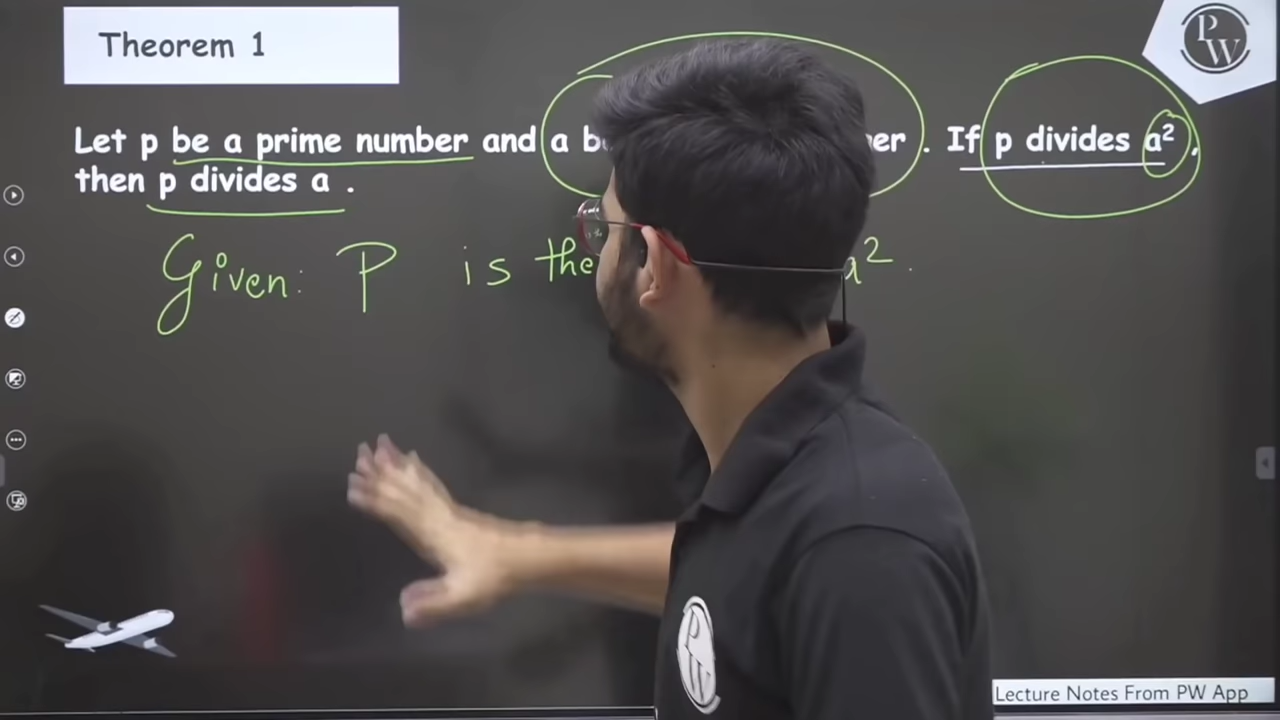 Theorem 1
PW
Let p be a prime number and a . If p divides a²,
then p divides a .
Given: P is the a².
PW
Lecture Notes From PW App